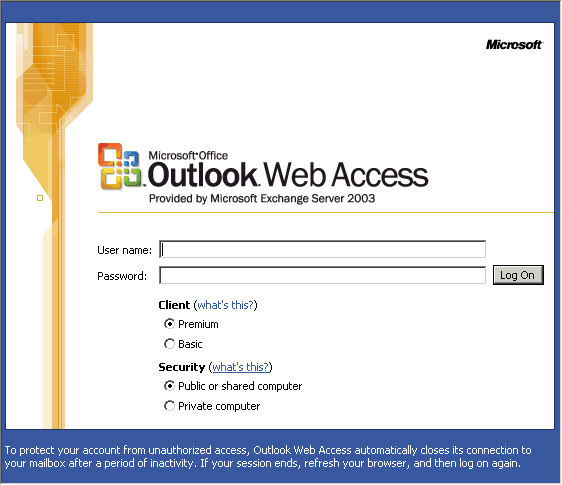 Microsoft
Microsoft Office
Outlook Web Access
Provided by Microsoft Exchange Server 2003
User name:
Password: Log On
Client (what's this?)
Premium
Basic
Security (what's this?)
Public or shared computer
Private computer
To protect your account from unauthorized access, Outlook Web Access automatically closes its connection to
your mailbox after a period of inactivity. If your session ends, refresh your browser, and then log on again.